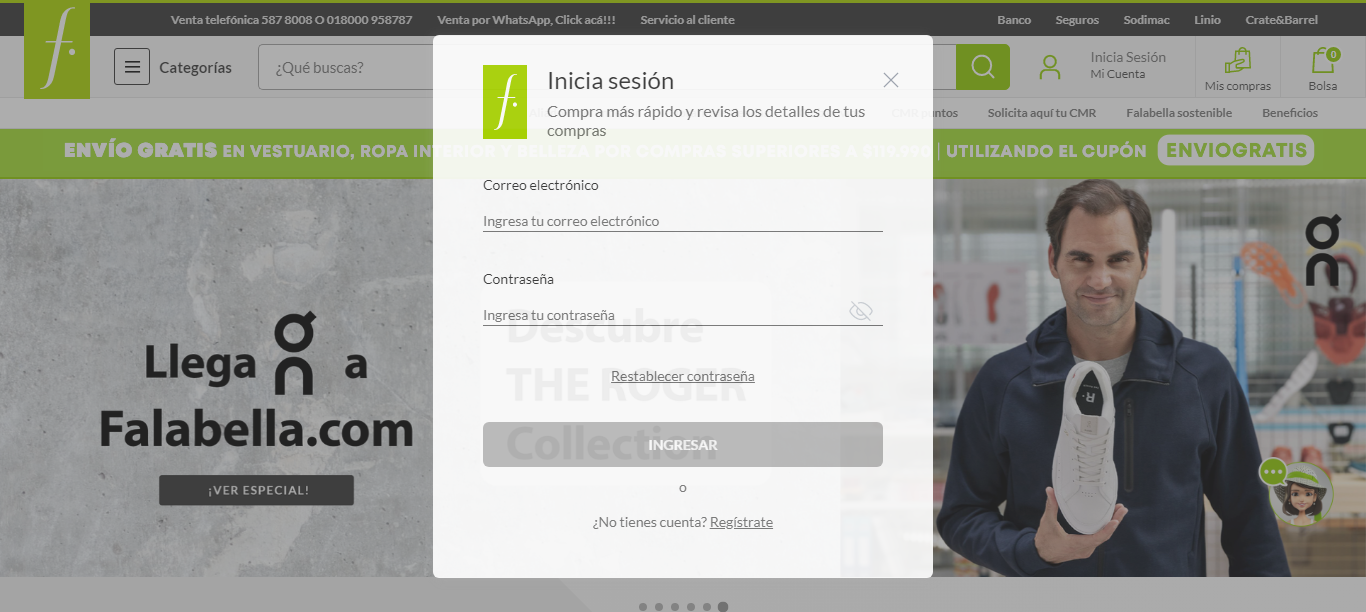 Venta telefónica 587 8008 O 018000 958787
Venta por WhatsApp, Click acá!!!
Servicio al cliente
Banco
Seguros
Sodimac
Linio
Crate&Barrel
f.
Categorías
¿Qué buscas?
Inicia Sesión
Mi Cuenta
Mis compras
0
Bolsa
CMR puntos
Solicita aquí tu CMR
Falabella sostenible
Beneficios
ENVÍO GRATIS EN VESTUARIO, ROPA INTERIOR Y BELLEZA POR COMPRAS SUPERIORES A $119.990 | UTILIZANDO EL CUPÓN ENVIOGRATIS
f.
Inicia sesión
Compra más rápido y revisa los detalles de tus
compras
Correo electrónico
Ingresa tu correo electrónico
Contraseña
Ingresa tu contraseña
Restablecer contraseña
INGRESAR
o
¿No tienes cuenta? Regístrate
Llega On a
Falabella.com
¡VER ESPECIAL!
Descubre
THE ROGER
Collection
On
R.